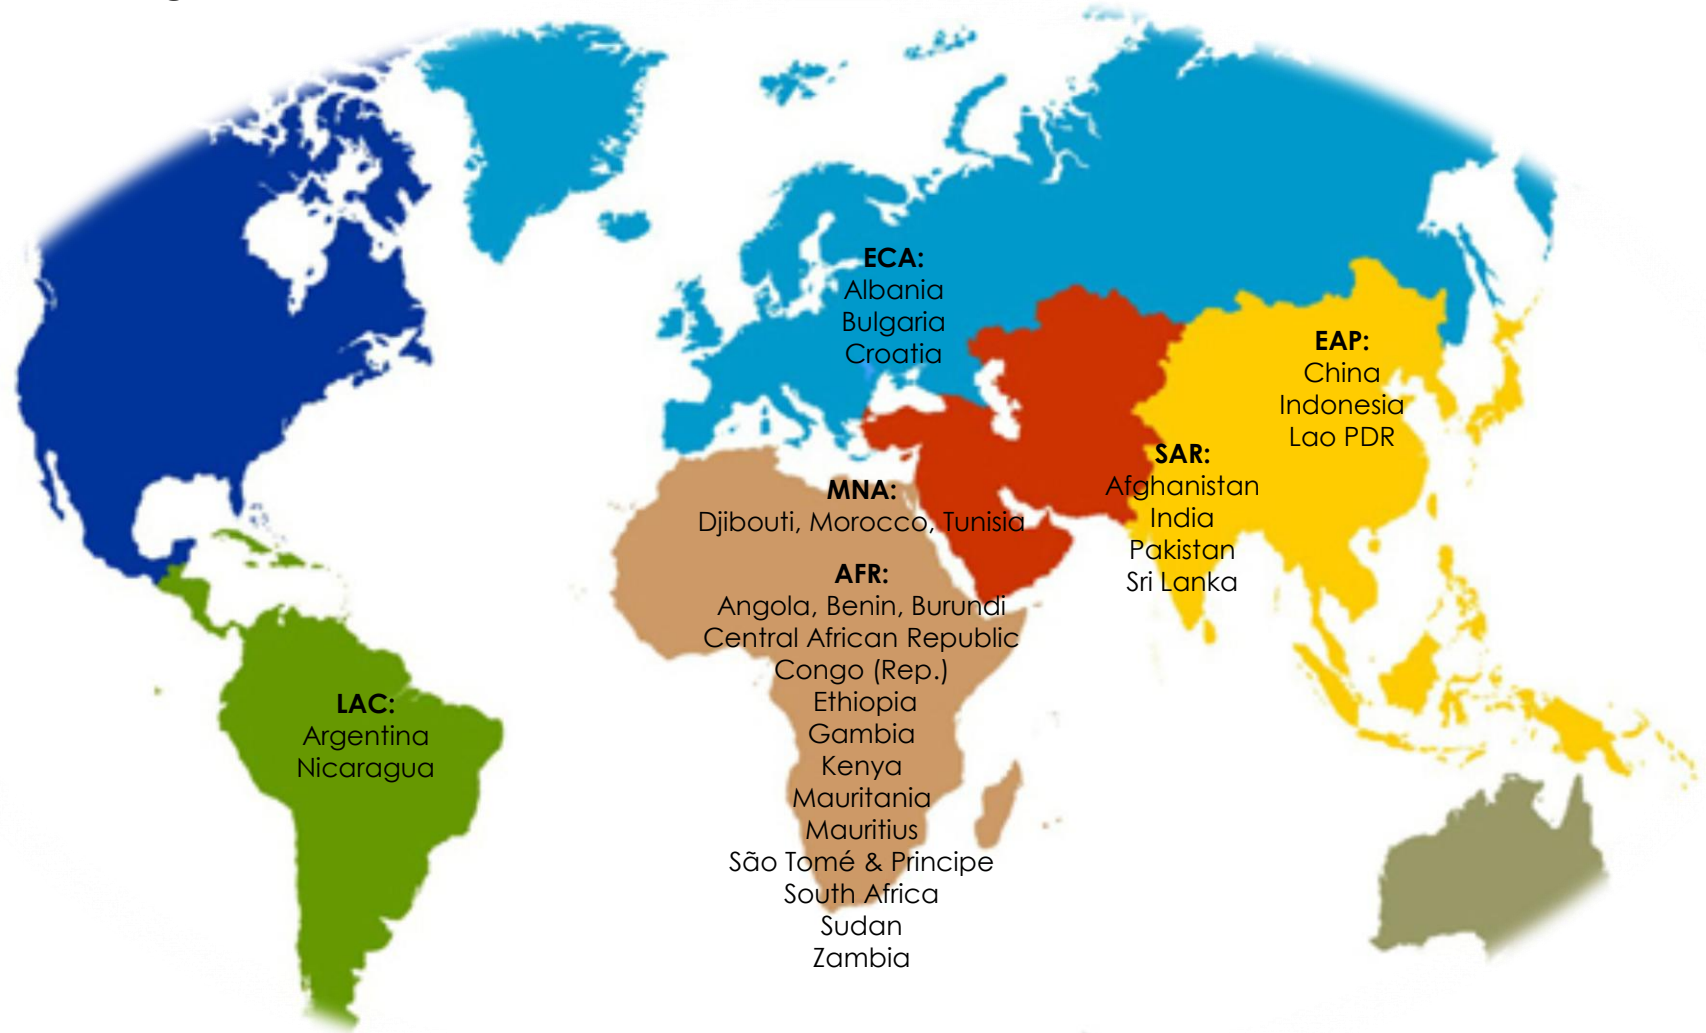 ECA:
Albania
Bulgaria
Croatia
EAP:
China
Indonesia
Lao PDR
SAR:
Afghanistan
India
Pakistan
Sri Lanka
MNA:
Djibouti, Morocco, Tunisia
AFR:
Angola, Benin, Burundi
Central African Republic
Congo (Rep.)
Ethiopia
Gambia
Kenya
Mauritania
Mauritius
São Tomé & Principe
South Africa
Sudan
Zambia
LAC:
Argentina
Nicaragua